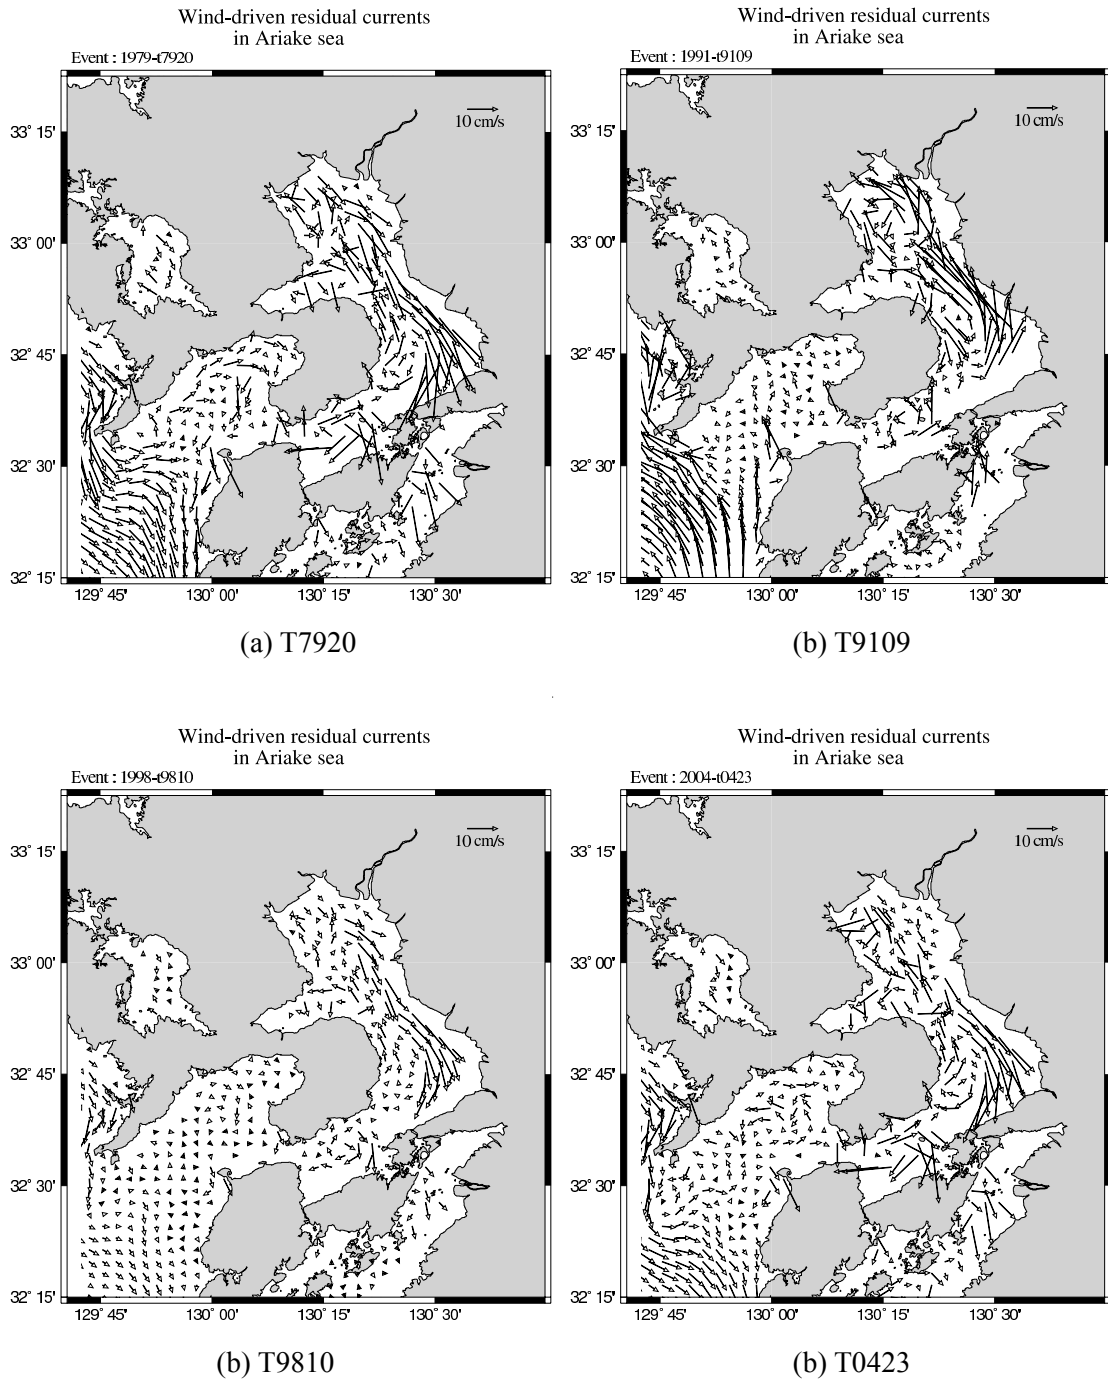 Wind-driven residual currents
in Ariake sea
Event : 1979-t7920
10 cm/s
33° 15'
33° 00'
32° 45'
32° 30'
32° 15'
129° 45'
130° 00'
130° 15'
130° 30'
(a) T7920
Wind-driven residual currents
in Ariake sea
Event : 1991-t9109
10 cm/s
33° 15'
33° 00'
32° 45'
32° 30'
32° 15'
129° 45'
130° 00'
130° 15'
130° 30'
(b) T9109
Wind-driven residual currents
in Ariake sea
Event : 1998-t9810
10 cm/s
33° 15'
33° 00'
32° 45'
32° 30'
32° 15'
129° 45'
130° 00'
130° 15'
130° 30'
(b) T9810
Wind-driven residual currents
in Ariake sea
Event : 2004-t0423
10 cm/s
33° 15'
33° 00'
32° 45'
32° 30'
32° 15'
129° 45'
130° 00'
130° 15'
130° 30'
(b) T0423